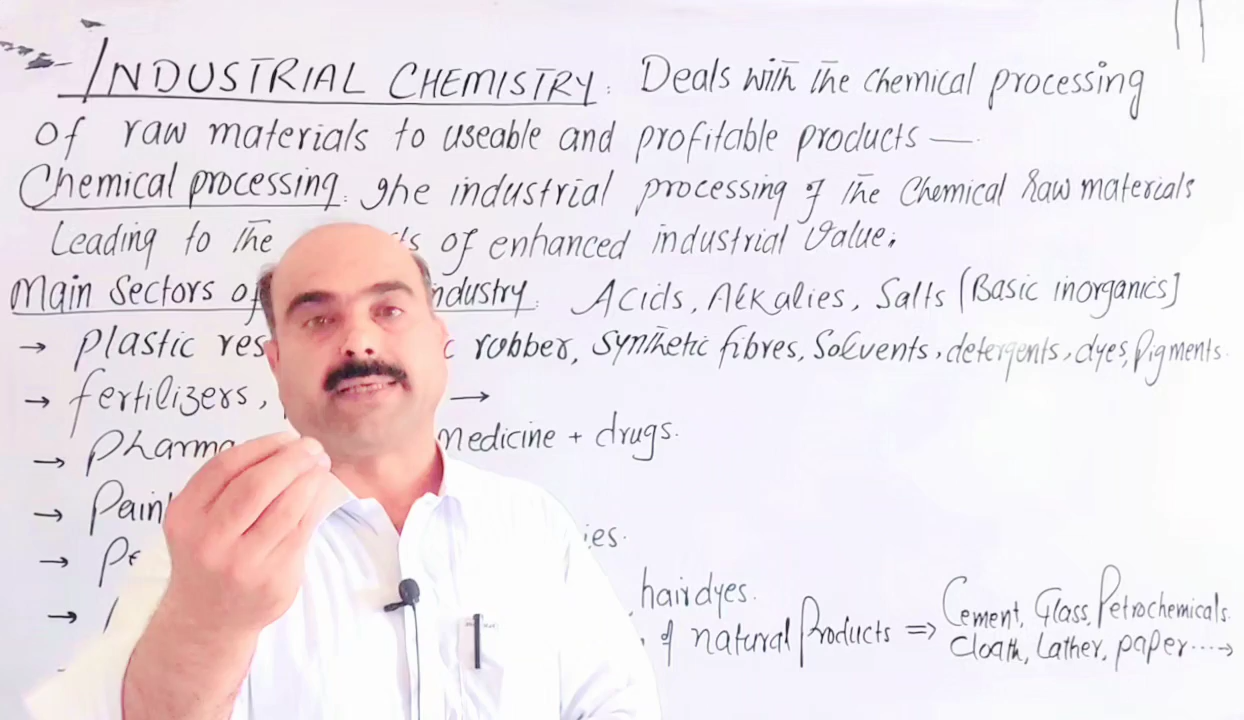 INDUSTRIAL CHEMISTRY: Deals with the chemical processing
of raw materials to useable and profitable products —
Chemical processing: The industrial processing of the chemical Raw materials
Leading to the of enhanced industrial value;
Main Sectors of industry: Acids, Alkalies, Salts (Basic inorganics]
→ Plastic res rubber, Synthetic fibres, Solvents, detergents, dyes, Pigments.
→ fertilizers, →
→ pharma medicine + drugs.
→ Pain
→ Pe ies.
→ hairdyes.
of natural Products ⇒ Cement, Glass, Petrochemicals.
Cloath, Lather, paper....→